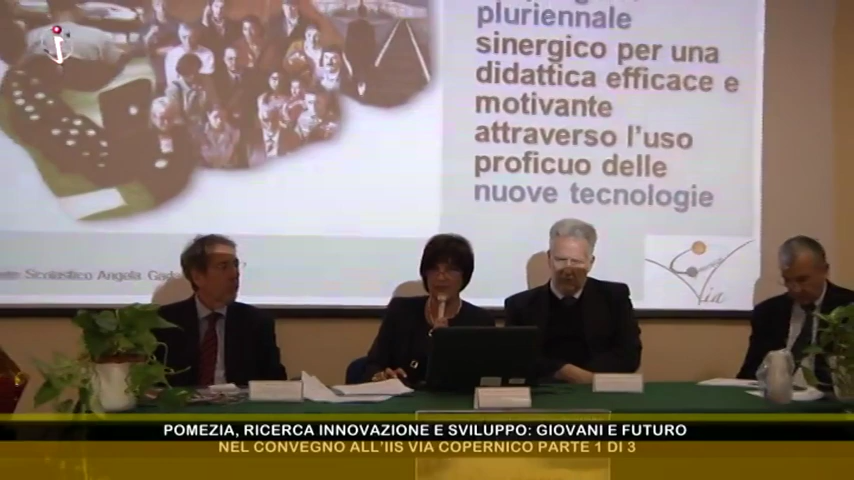 pluriennale
sinergico per una
didattica efficace e
motivante
attraverso l'uso
proficuo delle
nuove tecnologie
Scolastico Angela
POMEZIA, RICERCA INNOVAZIONE E SVILUPPO: GIOVANI E FUTURO
NEL CONVEGNO ALL'IIS VIA COPERNICO PARTE 1 DI 3